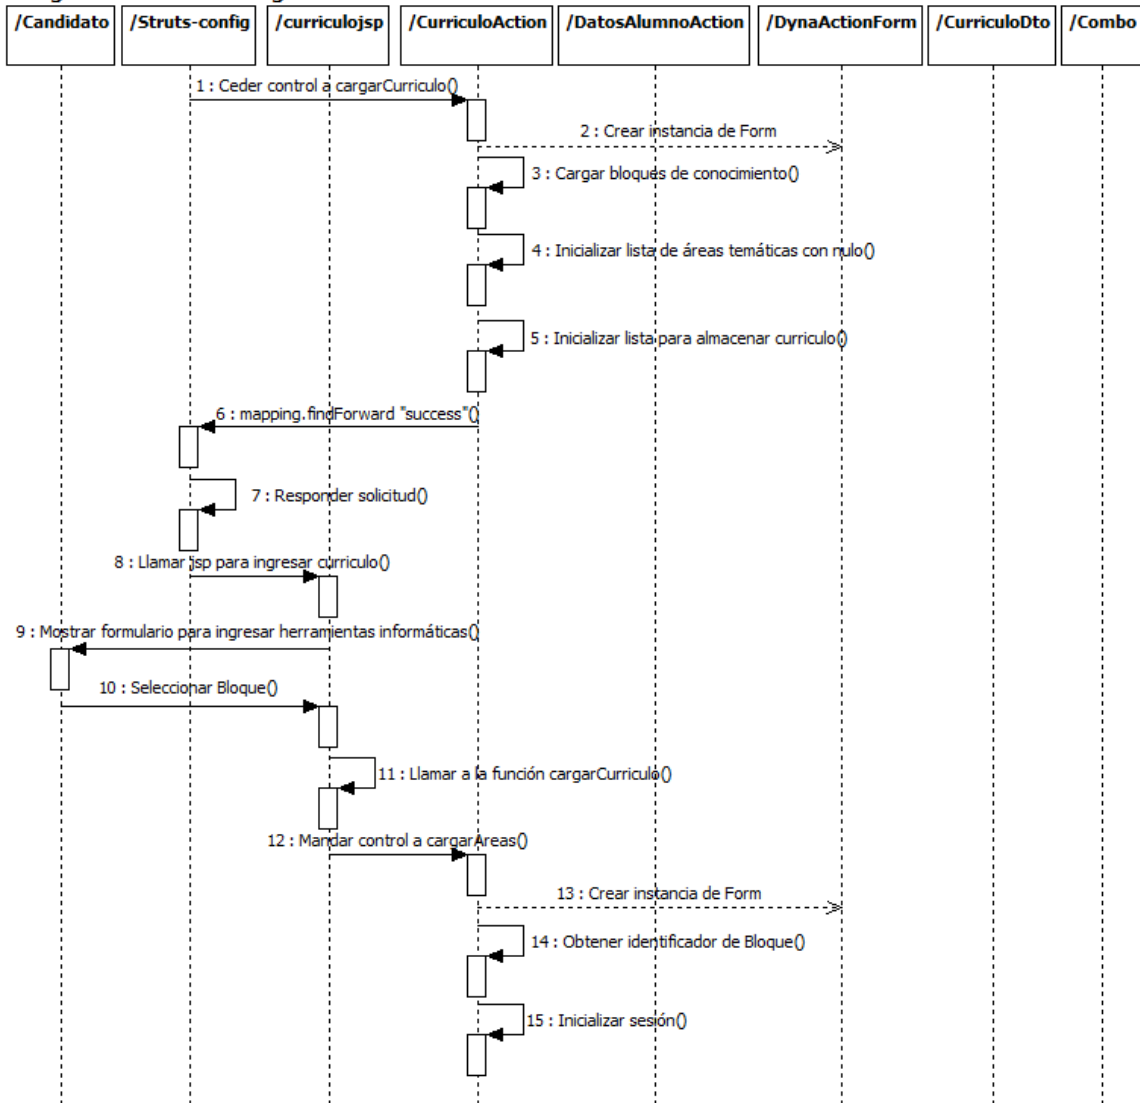 /Candidato
/Struts-config
/curriculojsp
/CurriculoAction
/DatosAlumnoAction
/DynaActionForm
/CurriculoDto
/Combo
1 : Ceder control a cargarCurriculo()
2 : Crear instancia de Form
3 : Cargar bloques de conocimiento()
4 : Inicializar lista de áreas temáticas con nulo()
5 : Inicializar lista para almacenar curriculo()
6 : mapping.findForward "success"()
7 : Responder solicitud()
8 : Llamar jsp para ingresar curriculo()
9 : Mostrar formulario para ingresar herramientas informáticas()
10 : Seleccionar Bloque()
11 : Llamar a la función cargarCurriculo()
12 : Mandar control a cargarAreas()
13 : Crear instancia de Form
14 : Obtener identificador de Bloque()
15 : Inicializar sesión()